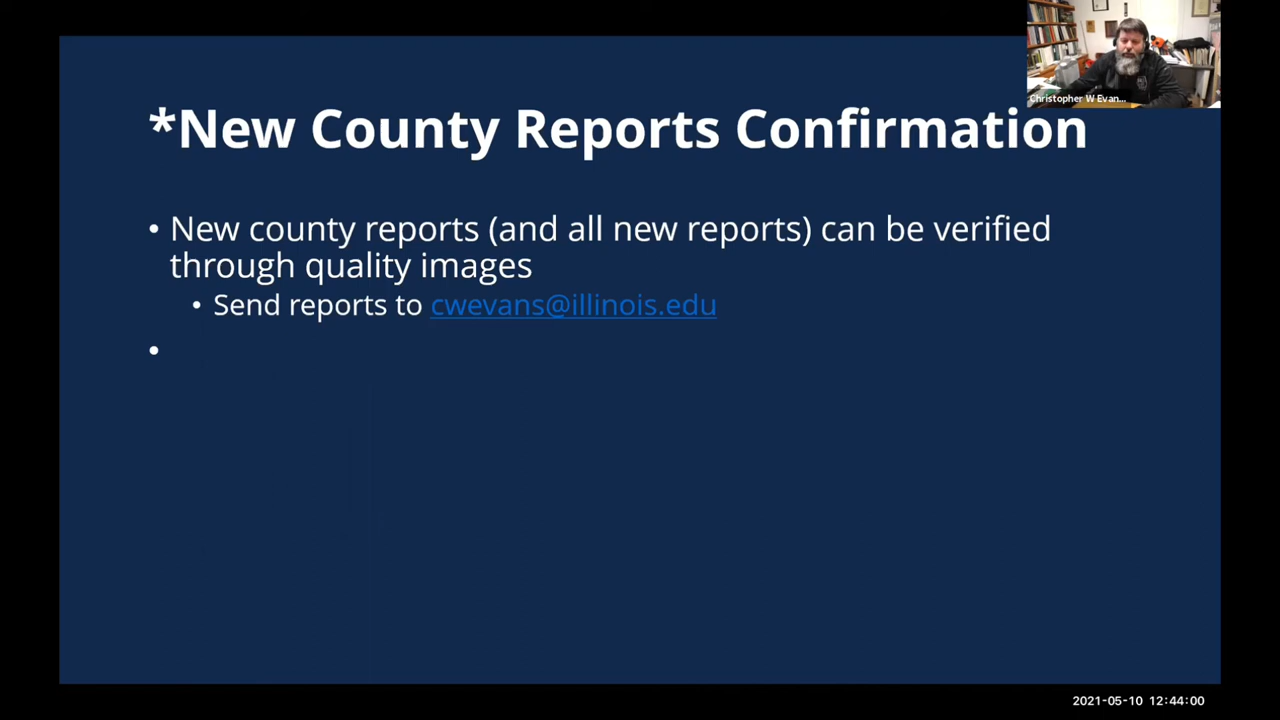 Christopher W Evan...
*New County Reports Confirmation
• New county reports (and all new reports) can be verified
through quality images
• Send reports to cwevans@illinois.edu
•
2021-05-10 12:44:00